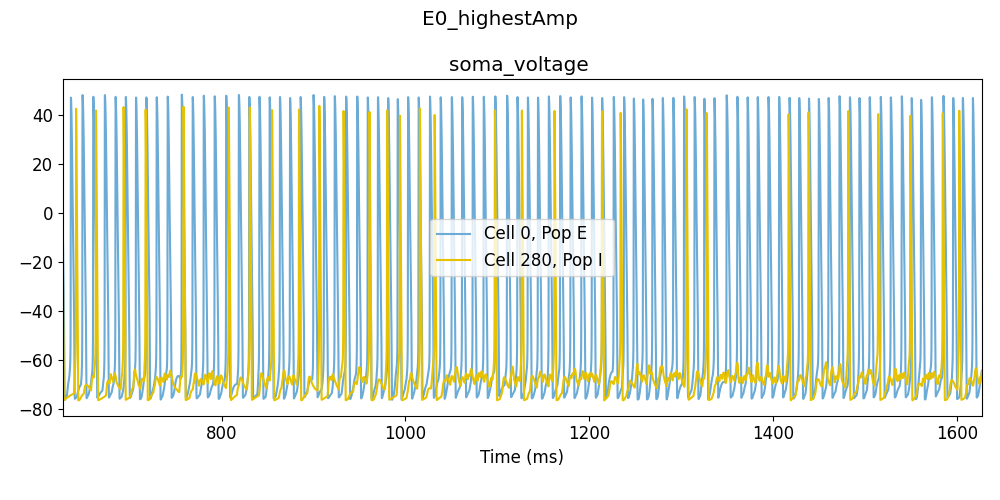 E0_highestAmp
soma_voltage
40
20
0
−20
−40
−60
−80
Cell 0, Pop E
Cell 280, Pop I
800
1000
1200
1400
1600
Time (ms)